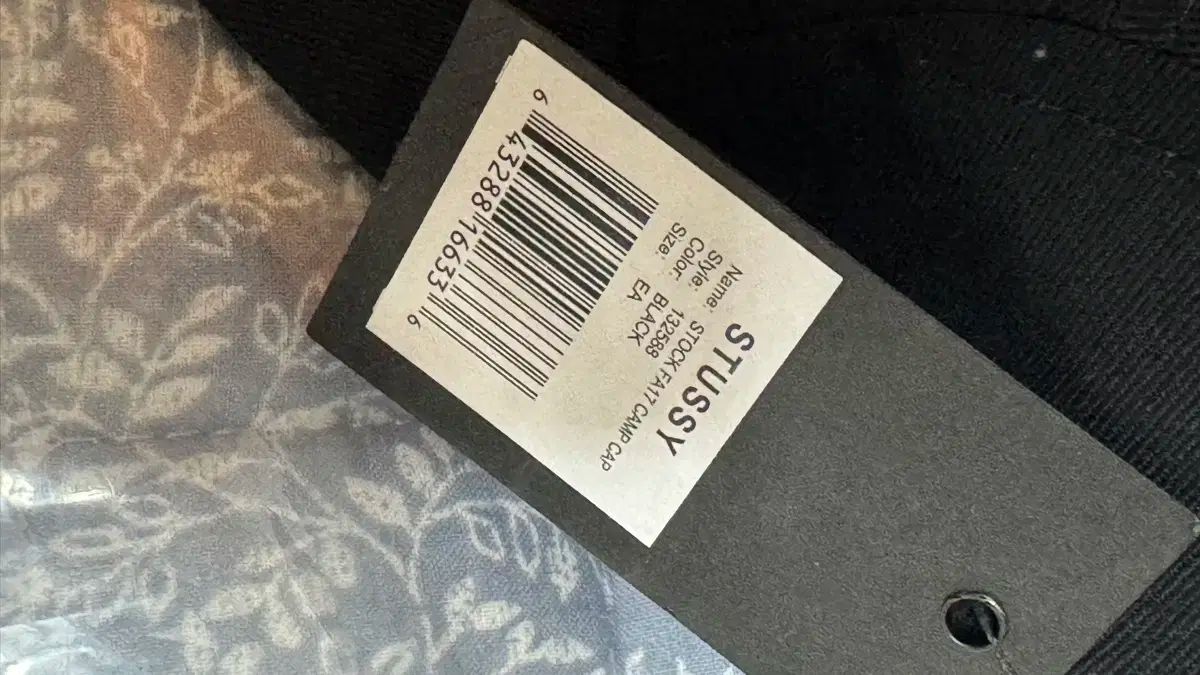 STUSSY
Name: STOCK FA17 CAMP CAP
Style: 132588
Color: BLACK
Size: EA
6 43288 16633 6